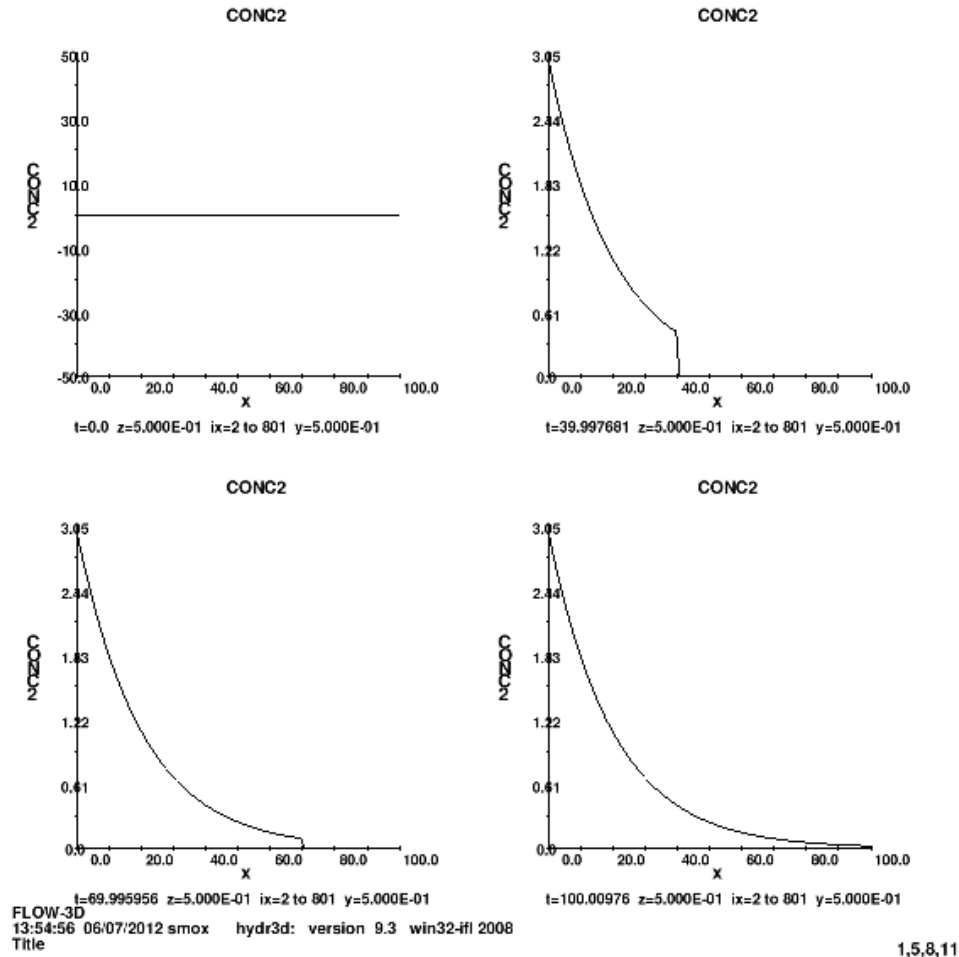 CONC2
50.0
30.0
10.0
-10.0
-30.0
-50.0
CONC2
0.0 20.0 40.0 60.0 80.0 100.0
X
t=0.0 z=5.000E-01 ix=2 to 801 y=5.000E-01
CONC2
3.05
2.44
1.83
1.22
0.61
0.0
CONC2
0.0 20.0 40.0 60.0 80.0 100.0
X
t=39.997681 z=5.000E-01 ix=2 to 801 y=5.000E-01
CONC2
3.05
2.44
1.83
1.22
0.61
0.0
CONC2
0.0 20.0 40.0 60.0 80.0 100.0
X
t=69.995956 z=5.000E-01 ix=2 to 801 y=5.000E-01
CONC2
3.05
2.44
1.83
1.22
0.61
0.0
CONC2
0.0 20.0 40.0 60.0 80.0 100.0
X
t=100.00976 z=5.000E-01 ix=2 to 801 y=5.000E-01
FLOW-3D
13:54:56 06/07/2012 smox hydr3d: version 9.3 win32-ifl 2008
Title
1,5,8,11